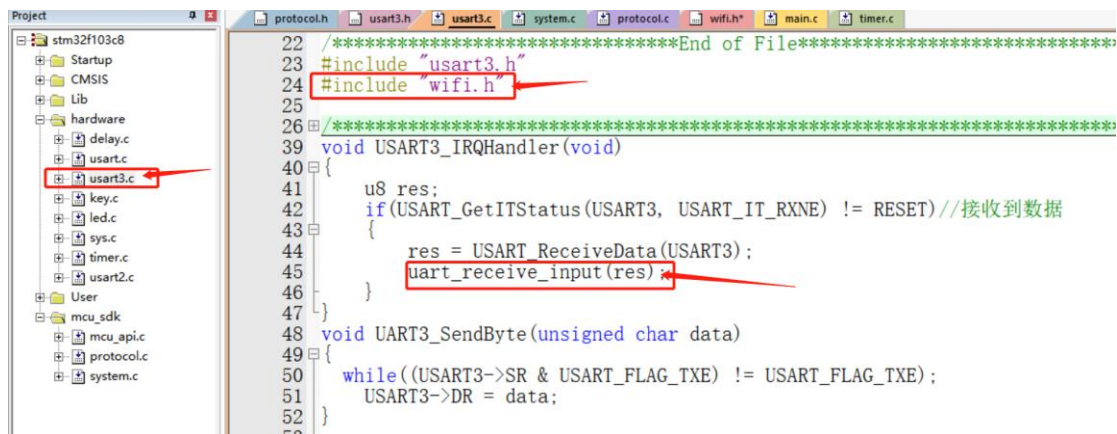 Project
stm32f103c8
Startup
CMSIS
Lib
hardware
delay.c
usart.c
usart3.c
key.c
led.c
sys.c
timer.c
usart2.c
User
mcu_sdk
mcu_api.c
protocol.c
system.c
protocol.h usart3.h usart3.c system.c protocol.c wifi.h* main.c timer.c
22 /********************************End of File******************************
23 #include "usart3.h"
24 #include "wifi.h"
25
26 /*************************************************************************
39 void USART3_IRQHandler(void)
40 {
41 u8 res;
42 if(USART_GetITStatus(USART3, USART_IT_RXNE) != RESET)//接收到数据
43 {
44 res = USART_ReceiveData(USART3);
45 uart_receive_input(res);
46 }
47 }
48 void UART3_SendByte(unsigned char data)
49 {
50 while((USART3->SR & USART_FLAG_TXE) != USART_FLAG_TXE);
51 USART3->DR = data;
52 }